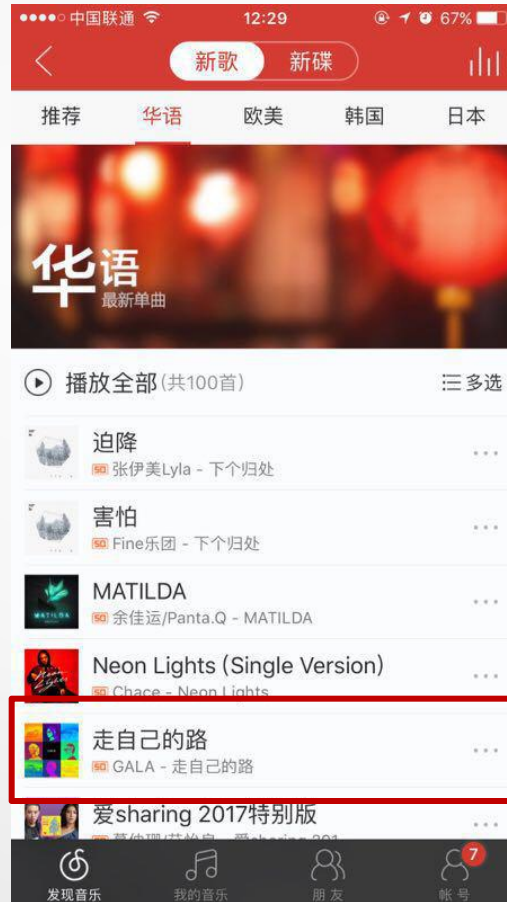 中国联通 12:29 67%
新歌 新碟
推荐 华语 欧美 韩国 日本
华语
最新单曲
播放全部(共100首) 多选
迫降
SQ 张伊美Lyla - 下个归处
害怕
SQ Fine乐团 - 下个归处
MATILDA
SQ 余佳运/Panta.Q - MATILDA
Neon Lights (Single Version)
SQ Chace - Neon Lights
走自己的路
SQ GALA - 走自己的路
爱sharing 2017特别版
7
发现音乐 我的音乐 朋友 帐号